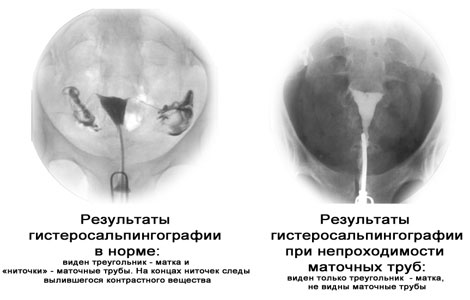 Результаты
гистеросальпингографии
в норме:
виден треугольник - матка и
«ниточки» - маточные трубы. На концах ниточек следы
вылившегося контрастного вещества
Результаты
гистеросальпингографии
при непроходимости
маточных труб:
виден только треугольник - матка,
не видны маточные трубы